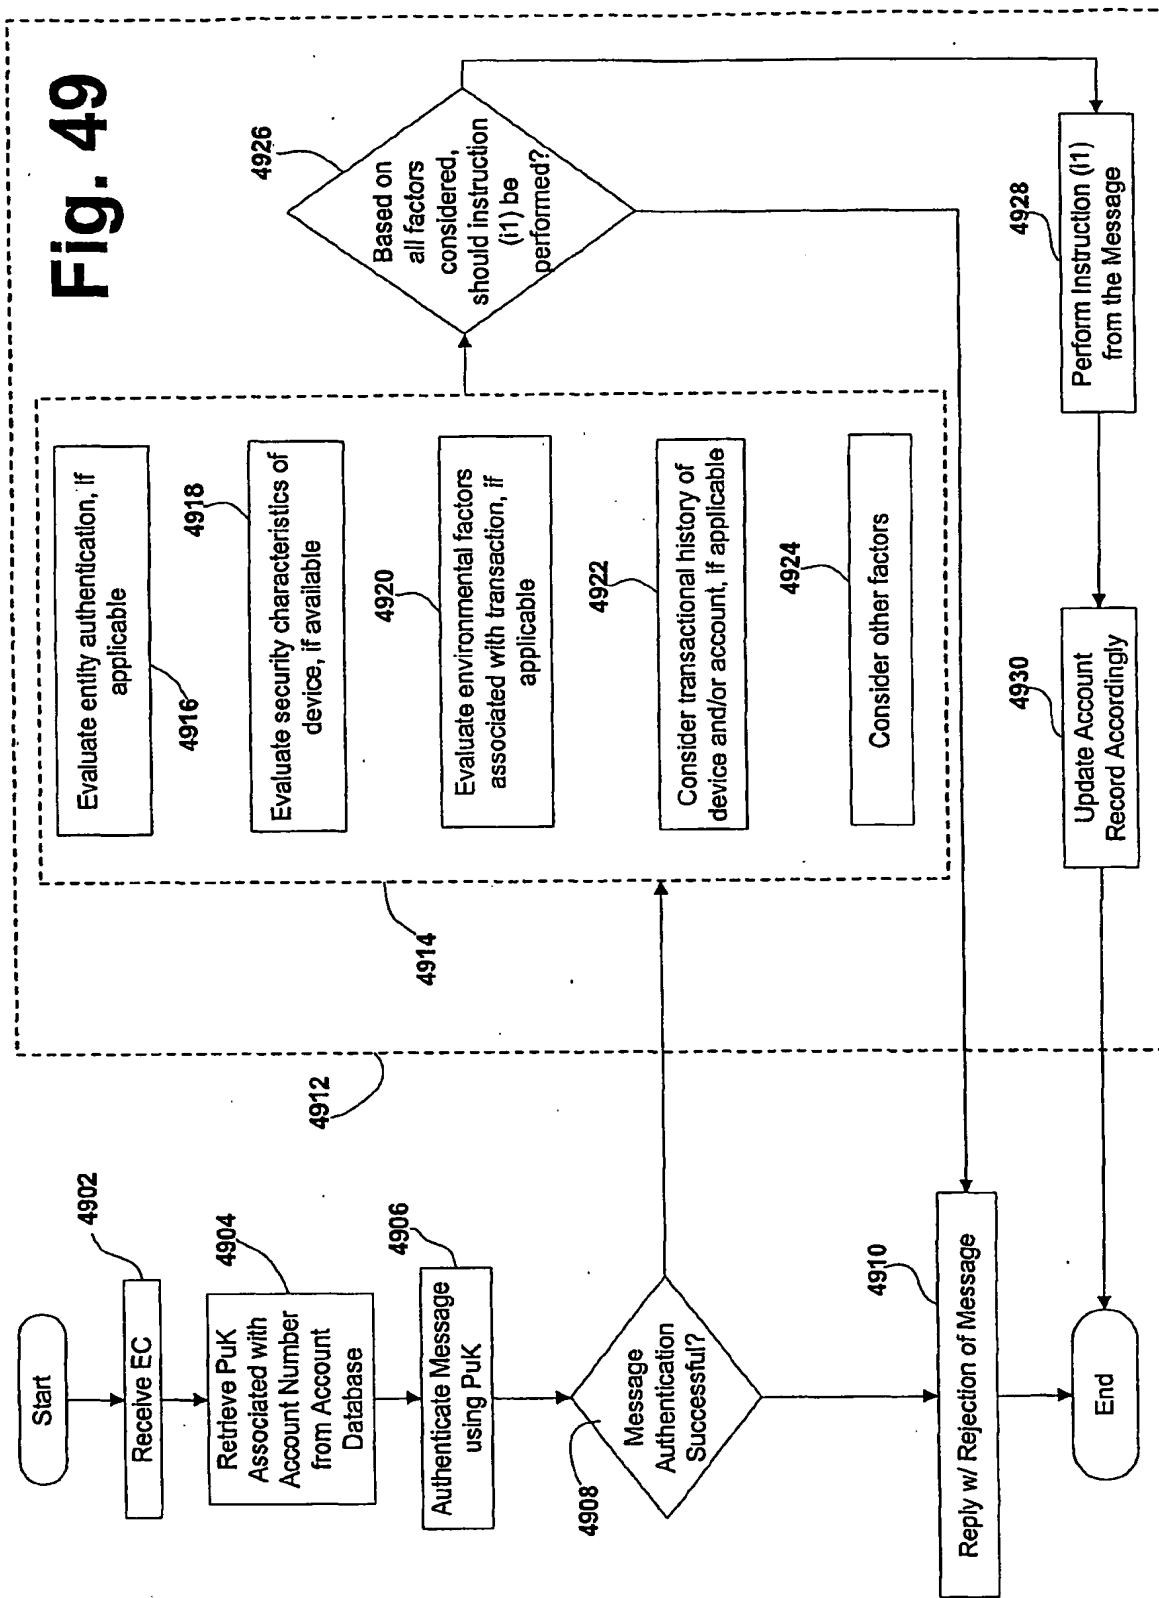 Fig. 49
Start
4902
Receive EC
4904
Retrieve PuK
Associated with
Account Number
from Account
Database
4906
Authenticate Message
using PuK
4908
Message
Authentication
Successful?
4910
Reply w/ Rejection of Message
End
4912
4914
Evaluate entity authentication, if
applicable
4916
4918
Evaluate security characteristics of
device, if available
4920
Evaluate environmental factors
associated with transaction, if
applicable
4922
Consider transactional history of
device and/or account, if applicable
4924
Consider other factors
4926
Based on
all factors
considered,
should instruction
(i1) be
performed?
4928
Perform Instruction (i1)
from the Message
4930
Update Account
Record Accordingly